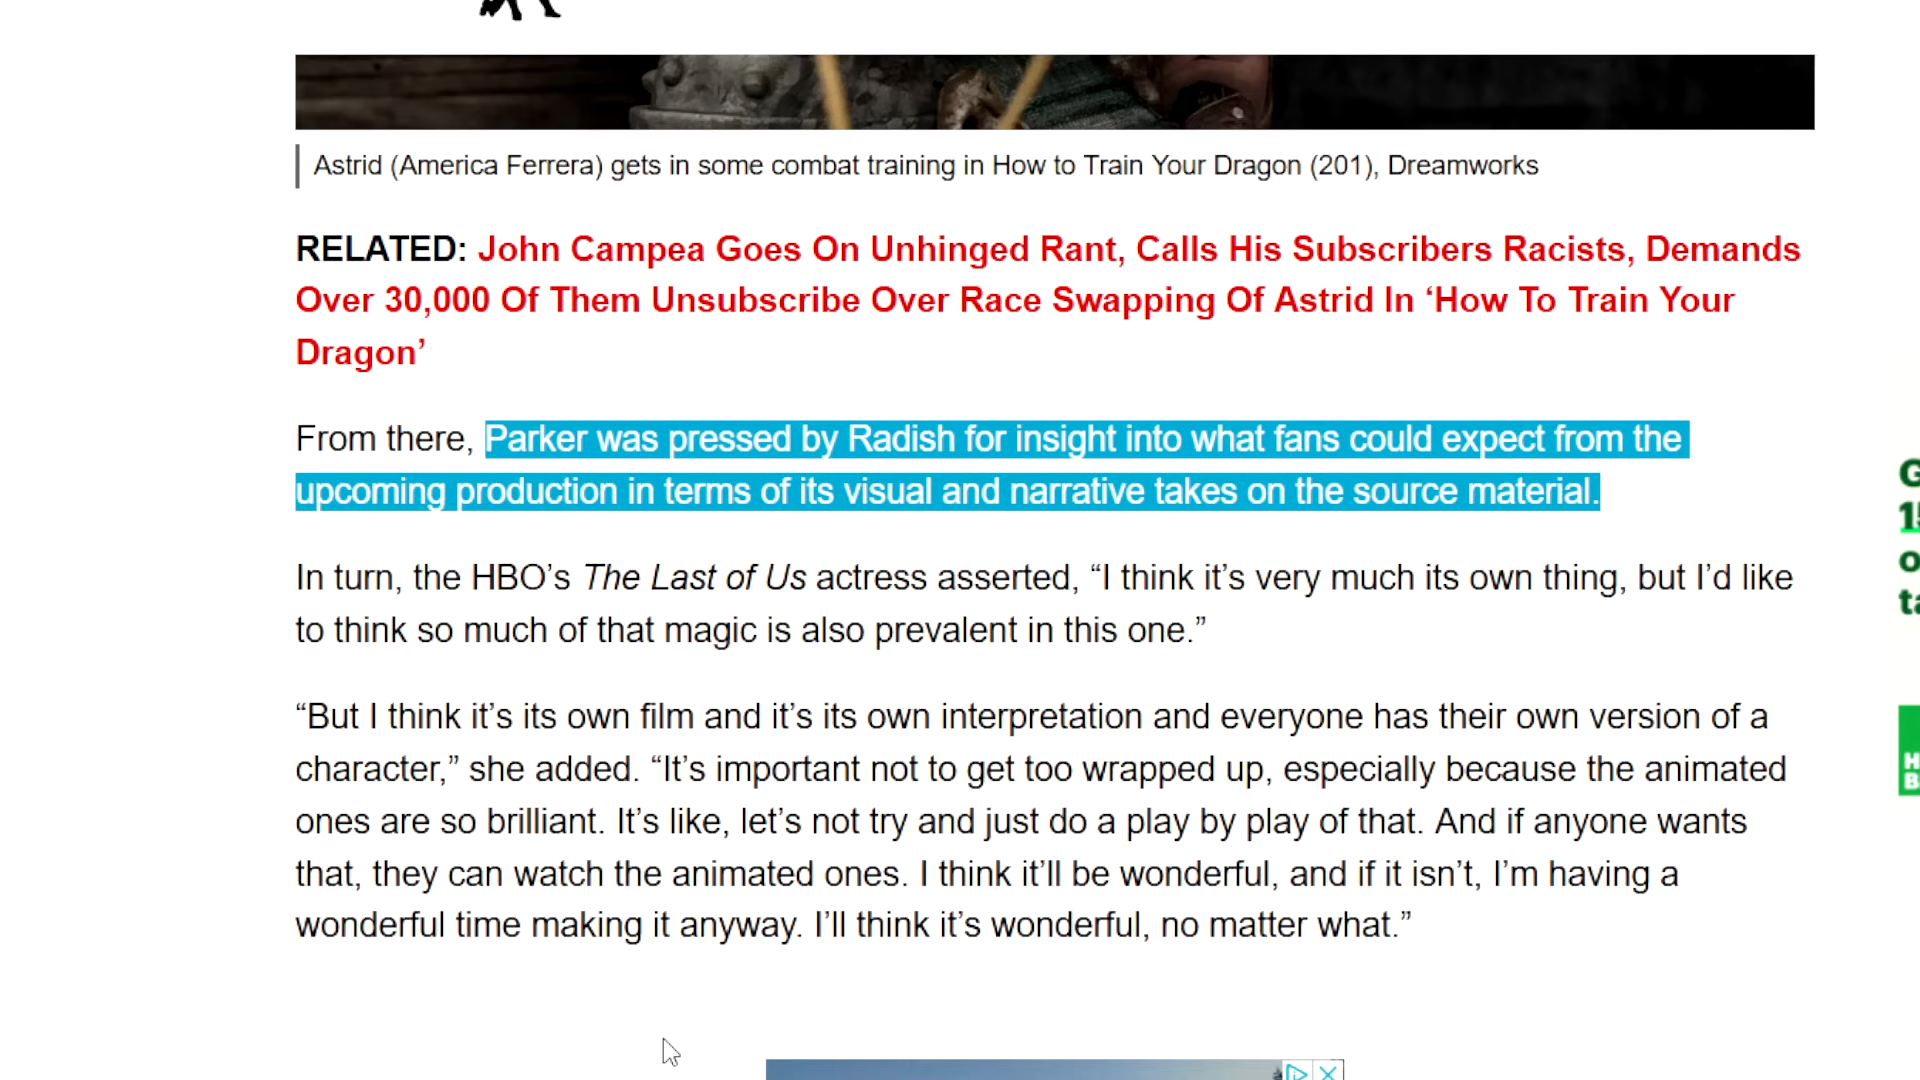 Astrid (America Ferrera) gets in some combat training in How to Train Your Dragon (201), Dreamworks
RELATED: John Campea Goes On Unhinged Rant, Calls His Subscribers Racists, Demands
Over 30,000 Of Them Unsubscribe Over Race Swapping Of Astrid In ‘How To Train Your
Dragon’
From there, Parker was pressed by Radish for insight into what fans could expect from the
upcoming production in terms of its visual and narrative takes on the source material.
In turn, the HBO’s The Last of Us actress asserted, “I think it’s very much its own thing, but I’d like
to think so much of that magic is also prevalent in this one.”
“But I think it’s its own film and it’s its own interpretation and everyone has their own version of a
character,” she added. “It’s important not to get too wrapped up, especially because the animated
ones are so brilliant. It’s like, let’s not try and just do a play by play of that. And if anyone wants
that, they can watch the animated ones. I think it’ll be wonderful, and if it isn’t, I’m having a
wonderful time making it anyway. I’ll think it’s wonderful, no matter what.”